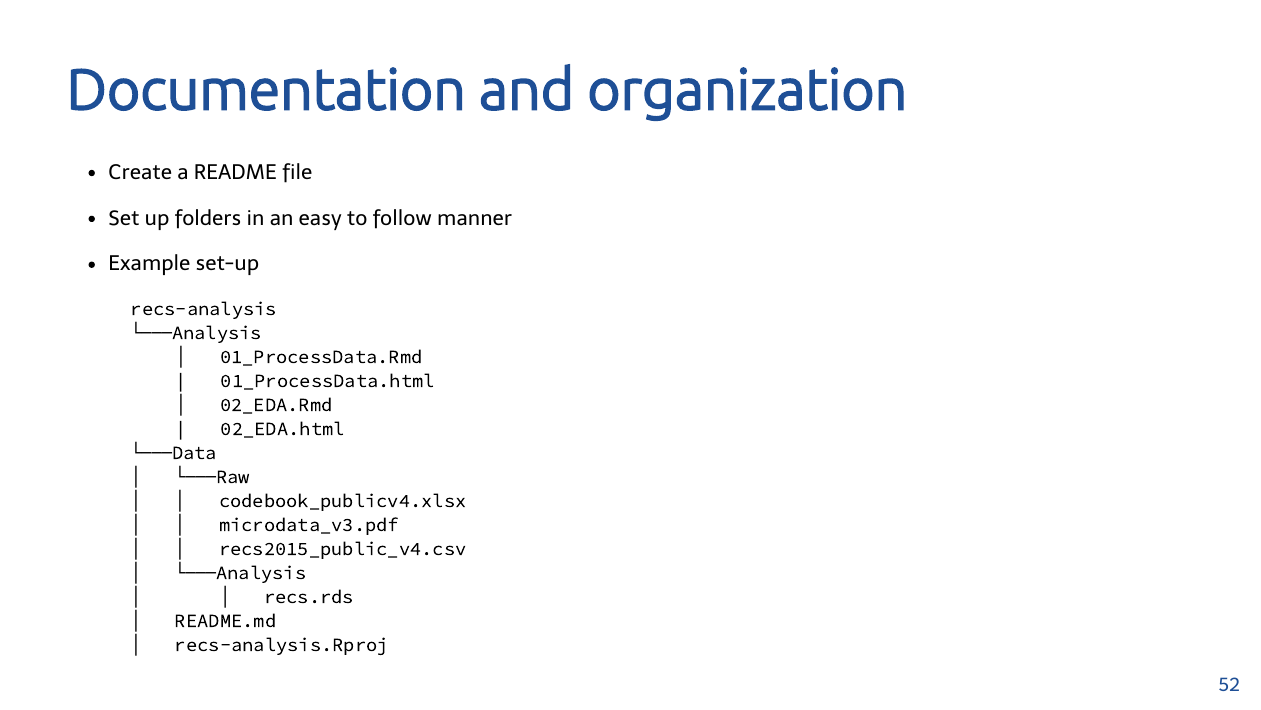 Documentation and organization
• Create a README file
• Set up folders in an easy to follow manner
• Example set-up
recs-analysis
└───Analysis
    │   01_ProcessData.Rmd
    |   01_ProcessData.html
    │   02_EDA.Rmd
    |   02_EDA.html
└───Data
│   └───Raw
│   │   codebook_publicv4.xlsx
│   │   microdata_v3.pdf
│   │   recs2015_public_v4.csv
│   └───Analysis
│       │   recs.rds
│   README.md
│   recs-analysis.Rproj
52